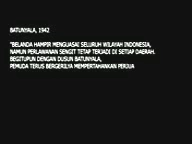 BATUNYALA, 1942
"BELANDA HAMPIR MENGUASAI SELURUH WILAYAH INDONESIA,
NAMUN PERLAWANAN SENGIT TETAP TERJADI DI SETIAP DAERAH.
BEGITUPUN DENGAN DUSUN BATUNYALA,
PEMUDA TERUS BERGERILYA MEMPERTAHANKAN PERJUA